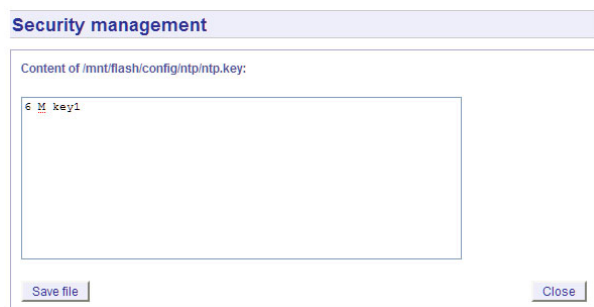 Security management
Content of /mnt/flash/config/ntp/ntp.key:
6 M key1
Save file
Close